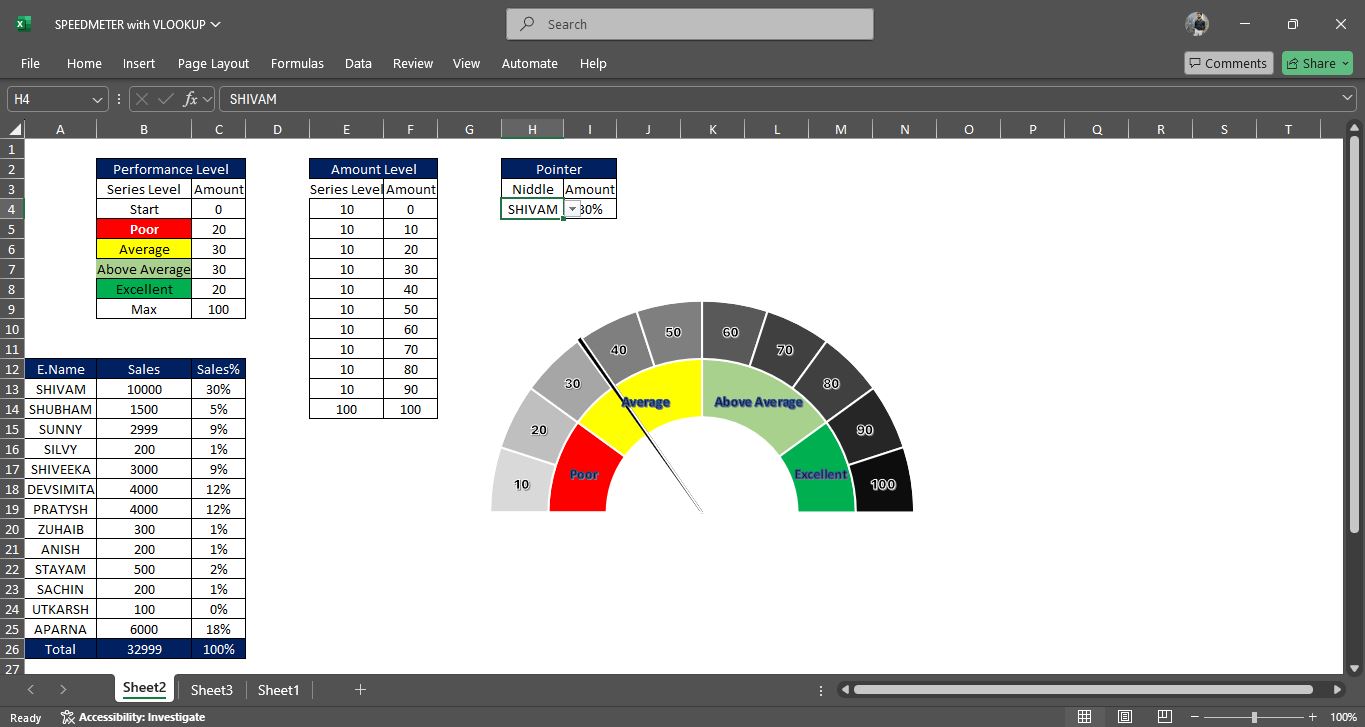 SPEEDMETER with VLOOKUP
Search
File Home Insert Page Layout Formulas Data Review View Automate Help
Comments Share
H4 fx SHIVAM
A B C D E F G H I J K L M N O P Q R S T
1
2 Performance Level Amount Level Pointer
3 Series Level Amount Series Level Amount Niddle Amount
4 Start 0 10 0 SHIVAM 30%
5 Poor 20 10 10
6 Average 30 10 20
7 Above Average 30 10 30
8 Excellent 20 10 40
9 Max 100 10 50
10 10 60
11 10 70
12 E.Name Sales Sales% 10 80
13 SHIVAM 10000 30% 10 90
14 SHUBHAM 1500 5% 100 100
15 SUNNY 2999 9%
16 SILVY 200 1%
17 SHIVEEKA 3000 9%
18 DEVSIMITA 4000 12%
19 PRATYSH 4000 12%
20 ZUHAIB 300 1%
21 ANISH 200 1%
22 STAYAM 500 2%
23 SACHIN 200 1%
24 UTKARSH 100 0%
25 APARNA 6000 18%
26 Total 32999 100%
27
10 20 30 40 50 60 70 80 90 100
Poor Average Above Average Excellent
Sheet2 Sheet3 Sheet1
Ready Accessibility: Investigate 100%